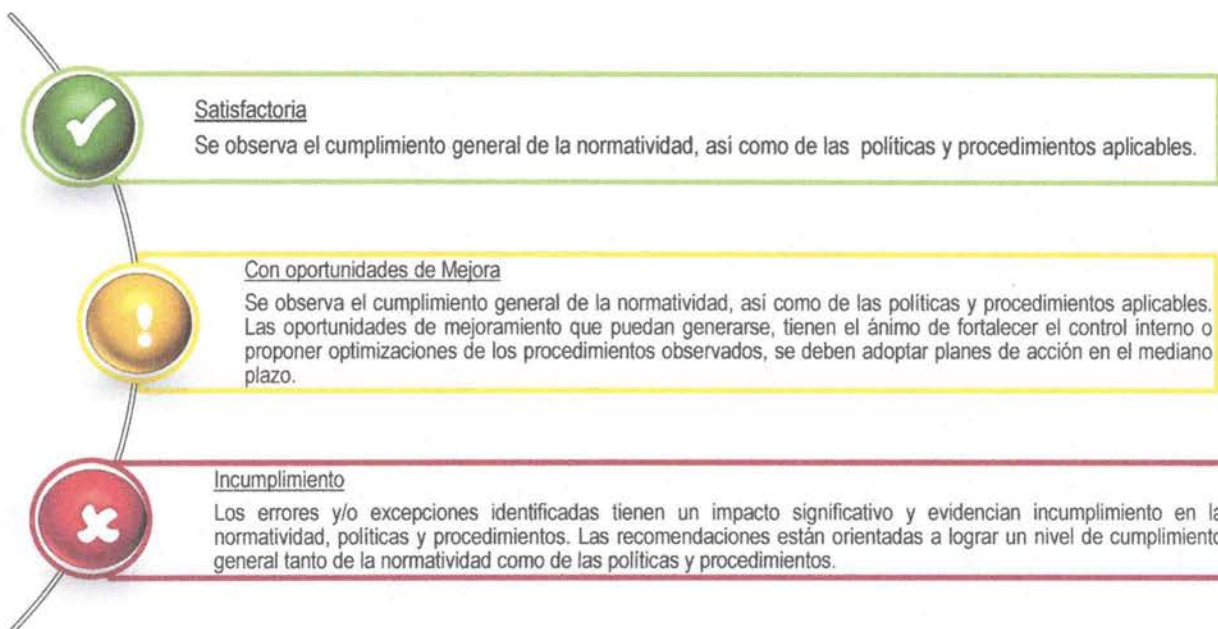 Satisfactoria
Se observa el cumplimiento general de la normatividad, así como de las políticas y procedimientos aplicables.
Con oportunidades de Mejora
Se observa el cumplimiento general de la normatividad, así como de las políticas y procedimientos aplicables.
Las oportunidades de mejoramiento que puedan generarse, tienen el ánimo de fortalecer el control interno o
proponer optimizaciones de los procedimientos observados, se deben adoptar planes de acción en el mediano
plazo.
Incumplimiento
Los errores y/o excepciones identificadas tienen un impacto significativo y evidencian incumplimiento en la
normatividad, políticas y procedimientos. Las recomendaciones están orientadas a lograr un nivel de cumplimiento
general tanto de la normatividad como de las políticas y procedimientos.